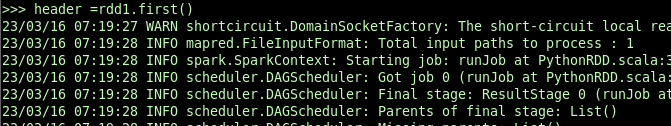 >>> header =rdd1.first()
23/03/16 07:19:27 WARN shortcircuit.DomainSocketFactory: The short-circuit local rea
23/03/16 07:19:28 INFO mapred.FileInputFormat: Total input paths to process : 1
23/03/16 07:19:28 INFO spark.SparkContext: Starting job: runJob at PythonRDD.scala:3
23/03/16 07:19:28 INFO scheduler.DAGScheduler: Got job 0 (runJob at PythonRDD.scala:
23/03/16 07:19:28 INFO scheduler.DAGScheduler: Final stage: ResultStage 0 (runJob at
23/03/16 07:19:28 INFO scheduler.DAGScheduler: Parents of final stage: List()
23/03/16 07:19:28 INFO scheduler.DAGScheduler: Missing parents: List()